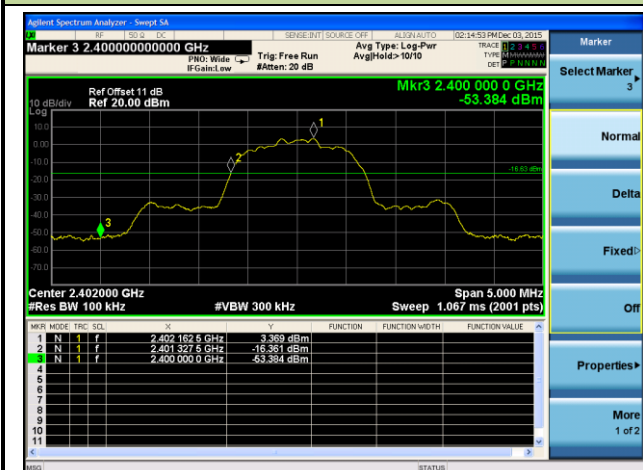 Agilent Spectrum Analyzer - Swept SA
RF 50 Ω DC SENSE:INT SOURCE OFF ALIGN AUTO 02:14:53 PM Dec 03, 2015
Marker 3 2.400000000000 GHz
PNO: Wide
IFGain:Low
Trig: Free Run
#Atten: 20 dB
Avg Type: Log-Pwr
Avg|Hold:>10/10
TRACE 1 2 3 4 5 6
TYPE MWWWWW
DET P P N N N N
Ref Offset 11 dB
10 dB/div Ref 20.00 dBm
Log
Mkr3 2.400 000 0 GHz
-53.384 dBm
10.0
0.00
-10.0
-20.0
-30.0
-40.0
-50.0
-60.0
-70.0
1
2
3
-16.63 dBm
Center 2.402000 GHz Span 5.000 MHz
#Res BW 100 kHz #VBW 300 kHz Sweep 1.067 ms (2001 pts)
MKR MODE TRC SCL X Y FUNCTION FUNCTION WIDTH FUNCTION VALUE
1 N 1 f 2.402 162 5 GHz 3.369 dBm
2 N 1 f 2.401 327 5 GHz -16.361 dBm
3 N 1 f 2.400 000 0 GHz -53.384 dBm
4
5
6
7
8
9
10
11
MSG STATUS
Marker
Select Marker
3
Normal
Delta
Fixed
Off
Properties
More
1 of 2